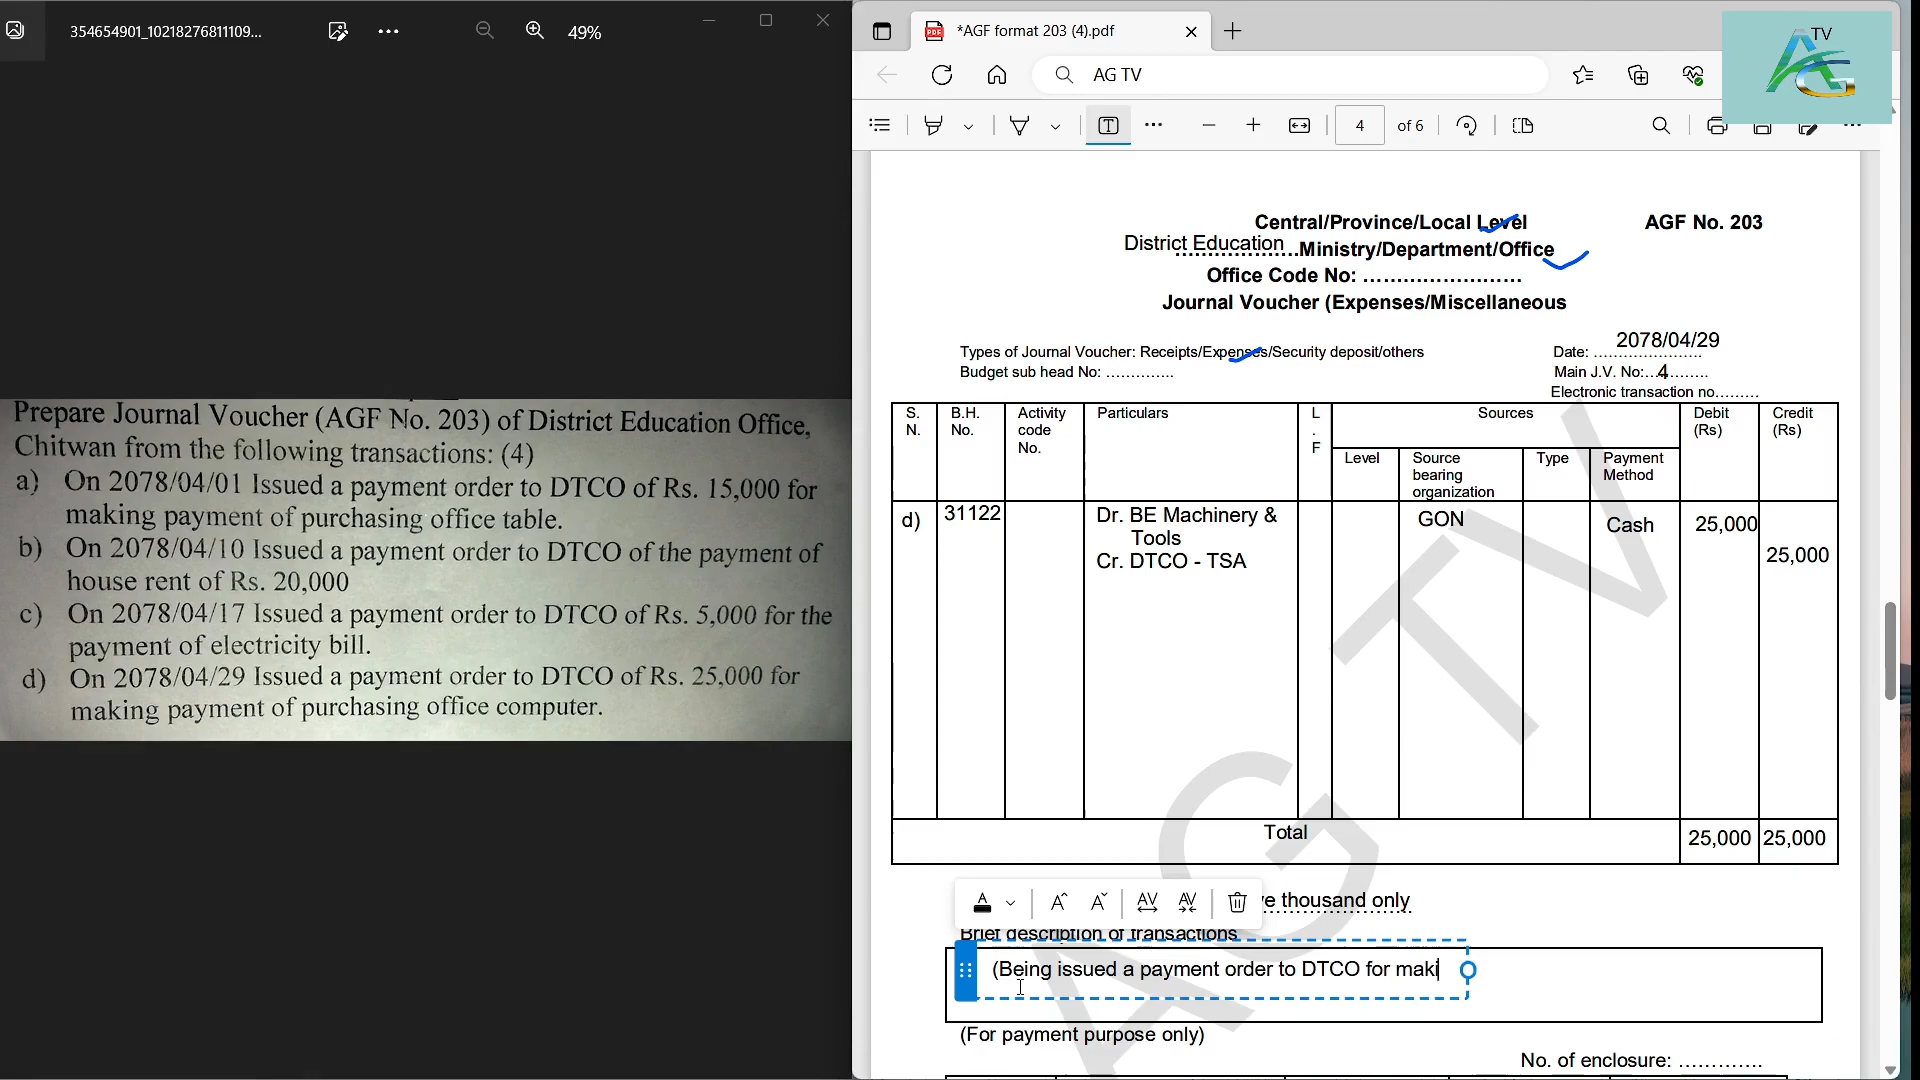 354654901_10218276811109...
49%
Prepare Journal Voucher (AGF No. 203) of District Education Office,
Chitwan from the following transactions: (4)
a) On 2078/04/01 Issued a payment order to DTCO of Rs. 15,000 for
making payment of purchasing office table.
b) On 2078/04/10 Issued a payment order to DTCO of the payment of
house rent of Rs. 20,000
c) On 2078/04/17 Issued a payment order to DTCO of Rs. 5,000 for the
payment of electricity bill.
d) On 2078/04/29 Issued a payment order to DTCO of Rs. 25,000 for
making payment of purchasing office computer.
*AGF format 203 (4).pdf
AG TV
TV
AG
4 of 6
Central/Province/Local Level
AGF No. 203
District Education
......................Ministry/Department/Office
Office Code No: ........................
Journal Voucher (Expenses/Miscellaneous
Types of Journal Voucher: Receipts/Expenses/Security deposit/others
2078/04/29
Date: ......................
Budget sub head No: ..............
Main J.V. No:...4........
Electronic transaction no.........
S. N.
B.H. No.
Activity code No.
Particulars
L . F
Sources
Level
Source bearing organization
Type
Payment Method
Debit (Rs)
Credit (Rs)
d) 31122 Dr. BE Machinery & GON Cash 25,000
Tools
Cr. DTCO - TSA 25,000
Total 25,000 25,000
ve thousand only
Brief description of transactions
(Being issued a payment order to DTCO for maki
(For payment purpose only)
No. of enclosure: .............
AG TV